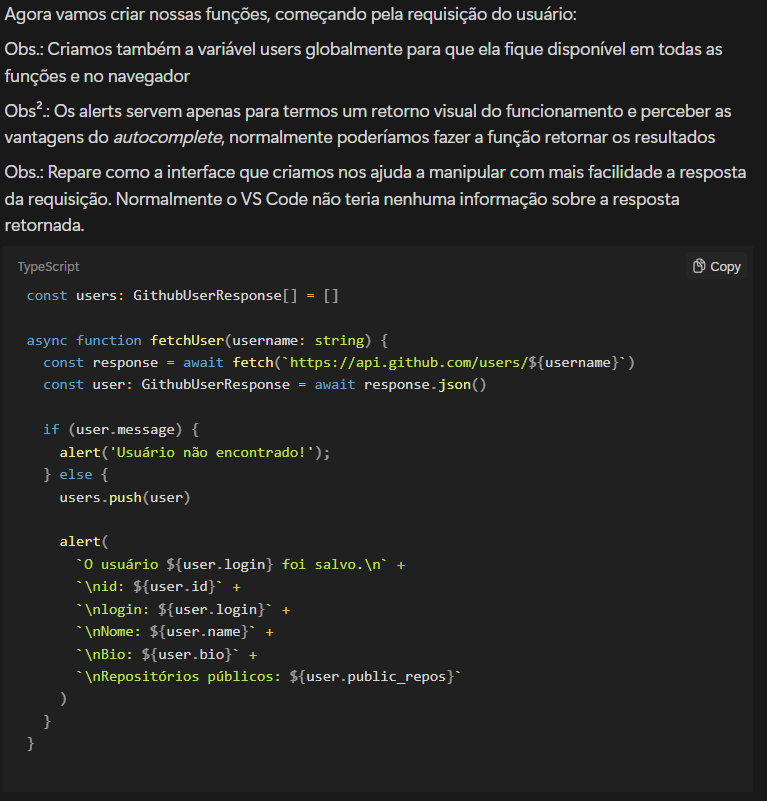 Agora vamos criar nossas funções, começando pela requisição do usuário:
Obs.: Criamos também a variável users globalmente para que ela fique disponível em todas as
funções e no navegador
Obs².: Os alerts servem apenas para termos um retorno visual do funcionamento e perceber as
vantagens do autocomplete, normalmente poderíamos fazer a função retornar os resultados
Obs.: Repare como a interface que criamos nos ajuda a manipular com mais facilidade a resposta
da requisição. Normalmente o VS Code não teria nenhuma informação sobre a resposta
retornada.
TypeScript
Copy
const users: GithubUserResponse[] = []
async function fetchUser(username: string) {
  const response = await fetch(`https://api.github.com/users/${username}`)
  const user: GithubUserResponse = await response.json()
  if (user.message) {
    alert('Usuário não encontrado!');
  } else {
    users.push(user)
    alert(
      `O usuário ${user.login} foi salvo.\n` +
      `\nid: ${user.id}` +
      `\nlogin: ${user.login}` +
      `\nNome: ${user.name}` +
      `\nBio: ${user.bio}` +
      `\nRepositórios públicos: ${user.public_repos}`
    )
  }
}